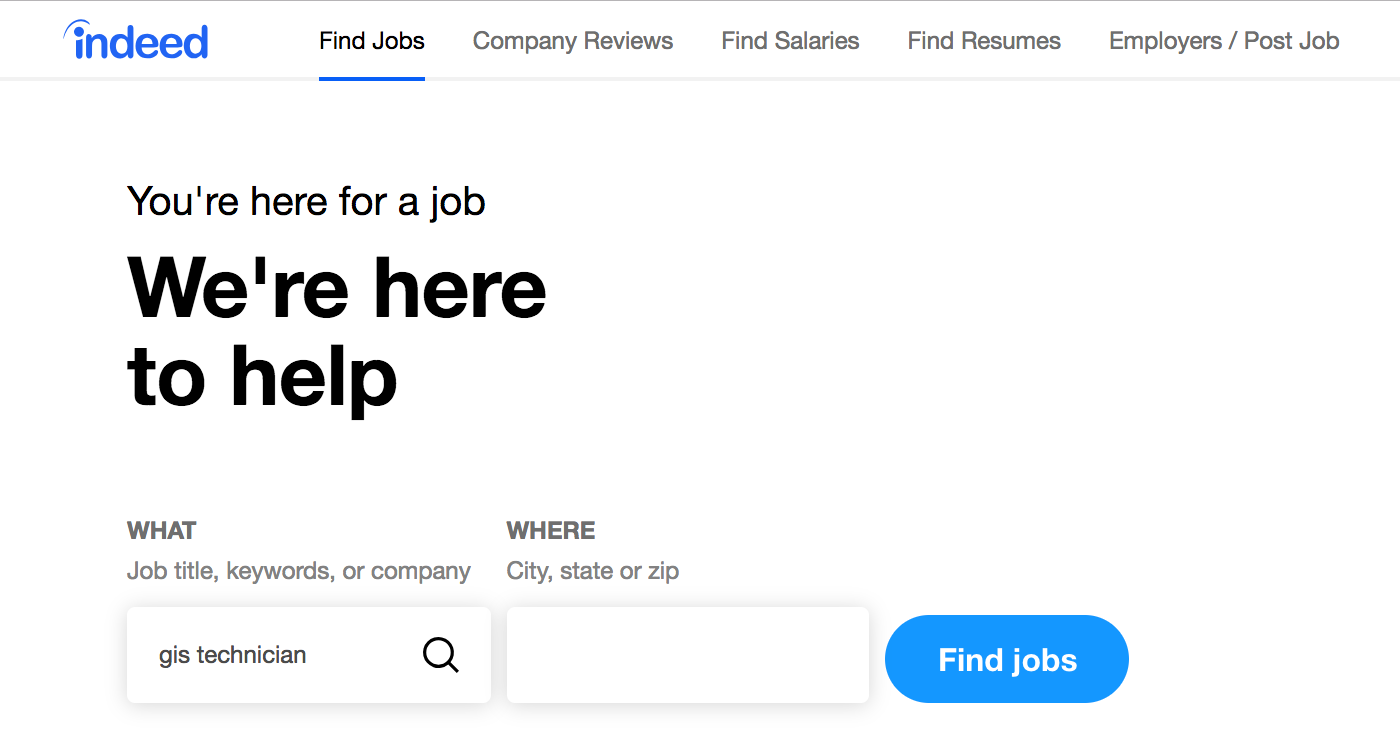 indeed Find Jobs Company Reviews Find Salaries Find Resumes Employers / Post Job
You're here for a job
We're here
to help
WHAT WHERE
Job title, keywords, or company City, state or zip
gis technician Find jobs